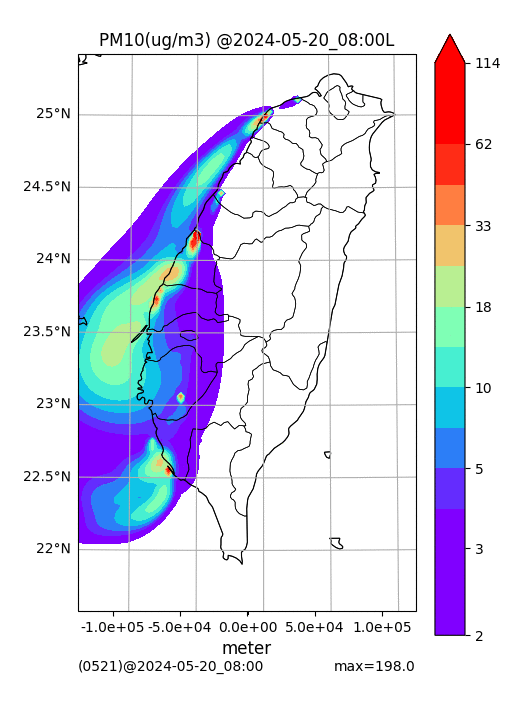 PM10(ug/m3) @2024-05-20_08:00L
114
62
33
18
10
5
3
2
25°N
24.5°N
24°N
23.5°N
23°N
22.5°N
22°N
-1.0e+05 -5.0e+04 0.0e+00 5.0e+04 1.0e+05
meter
(0521)@2024-05-20_08:00 max=198.0